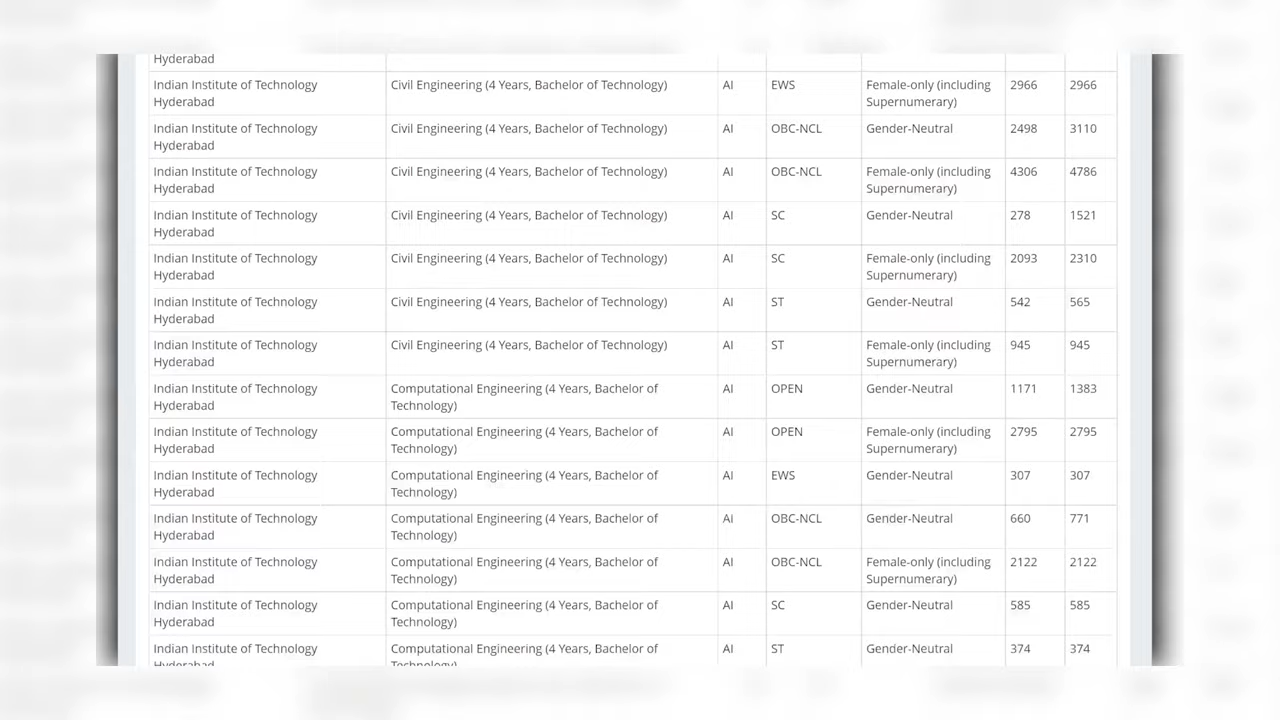 Hyderabad
Indian Institute of Technology Civil Engineering (4 Years, Bachelor of Technology) AI EWS Female-only (including 2966 2966
Hyderabad Supernumerary)
Indian Institute of Technology Civil Engineering (4 Years, Bachelor of Technology) AI OBC-NCL Gender-Neutral 2498 3110
Hyderabad
Indian Institute of Technology Civil Engineering (4 Years, Bachelor of Technology) AI OBC-NCL Female-only (including 4306 4786
Hyderabad Supernumerary)
Indian Institute of Technology Civil Engineering (4 Years, Bachelor of Technology) AI SC Gender-Neutral 278 1521
Hyderabad
Indian Institute of Technology Civil Engineering (4 Years, Bachelor of Technology) AI SC Female-only (including 2093 2310
Hyderabad Supernumerary)
Indian Institute of Technology Civil Engineering (4 Years, Bachelor of Technology) AI ST Gender-Neutral 542 565
Hyderabad
Indian Institute of Technology Civil Engineering (4 Years, Bachelor of Technology) AI ST Female-only (including 945 945
Hyderabad Supernumerary)
Indian Institute of Technology Computational Engineering (4 Years, Bachelor of AI OPEN Gender-Neutral 1171 1383
Hyderabad Technology)
Indian Institute of Technology Computational Engineering (4 Years, Bachelor of AI OPEN Female-only (including 2795 2795
Hyderabad Technology) Supernumerary)
Indian Institute of Technology Computational Engineering (4 Years, Bachelor of AI EWS Gender-Neutral 307 307
Hyderabad Technology)
Indian Institute of Technology Computational Engineering (4 Years, Bachelor of AI OBC-NCL Gender-Neutral 660 771
Hyderabad Technology)
Indian Institute of Technology Computational Engineering (4 Years, Bachelor of AI OBC-NCL Female-only (including 2122 2122
Hyderabad Technology) Supernumerary)
Indian Institute of Technology Computational Engineering (4 Years, Bachelor of AI SC Gender-Neutral 585 585
Hyderabad Technology)
Indian Institute of Technology Computational Engineering (4 Years, Bachelor of AI ST Gender-Neutral 374 374
Hyderabad Technology)